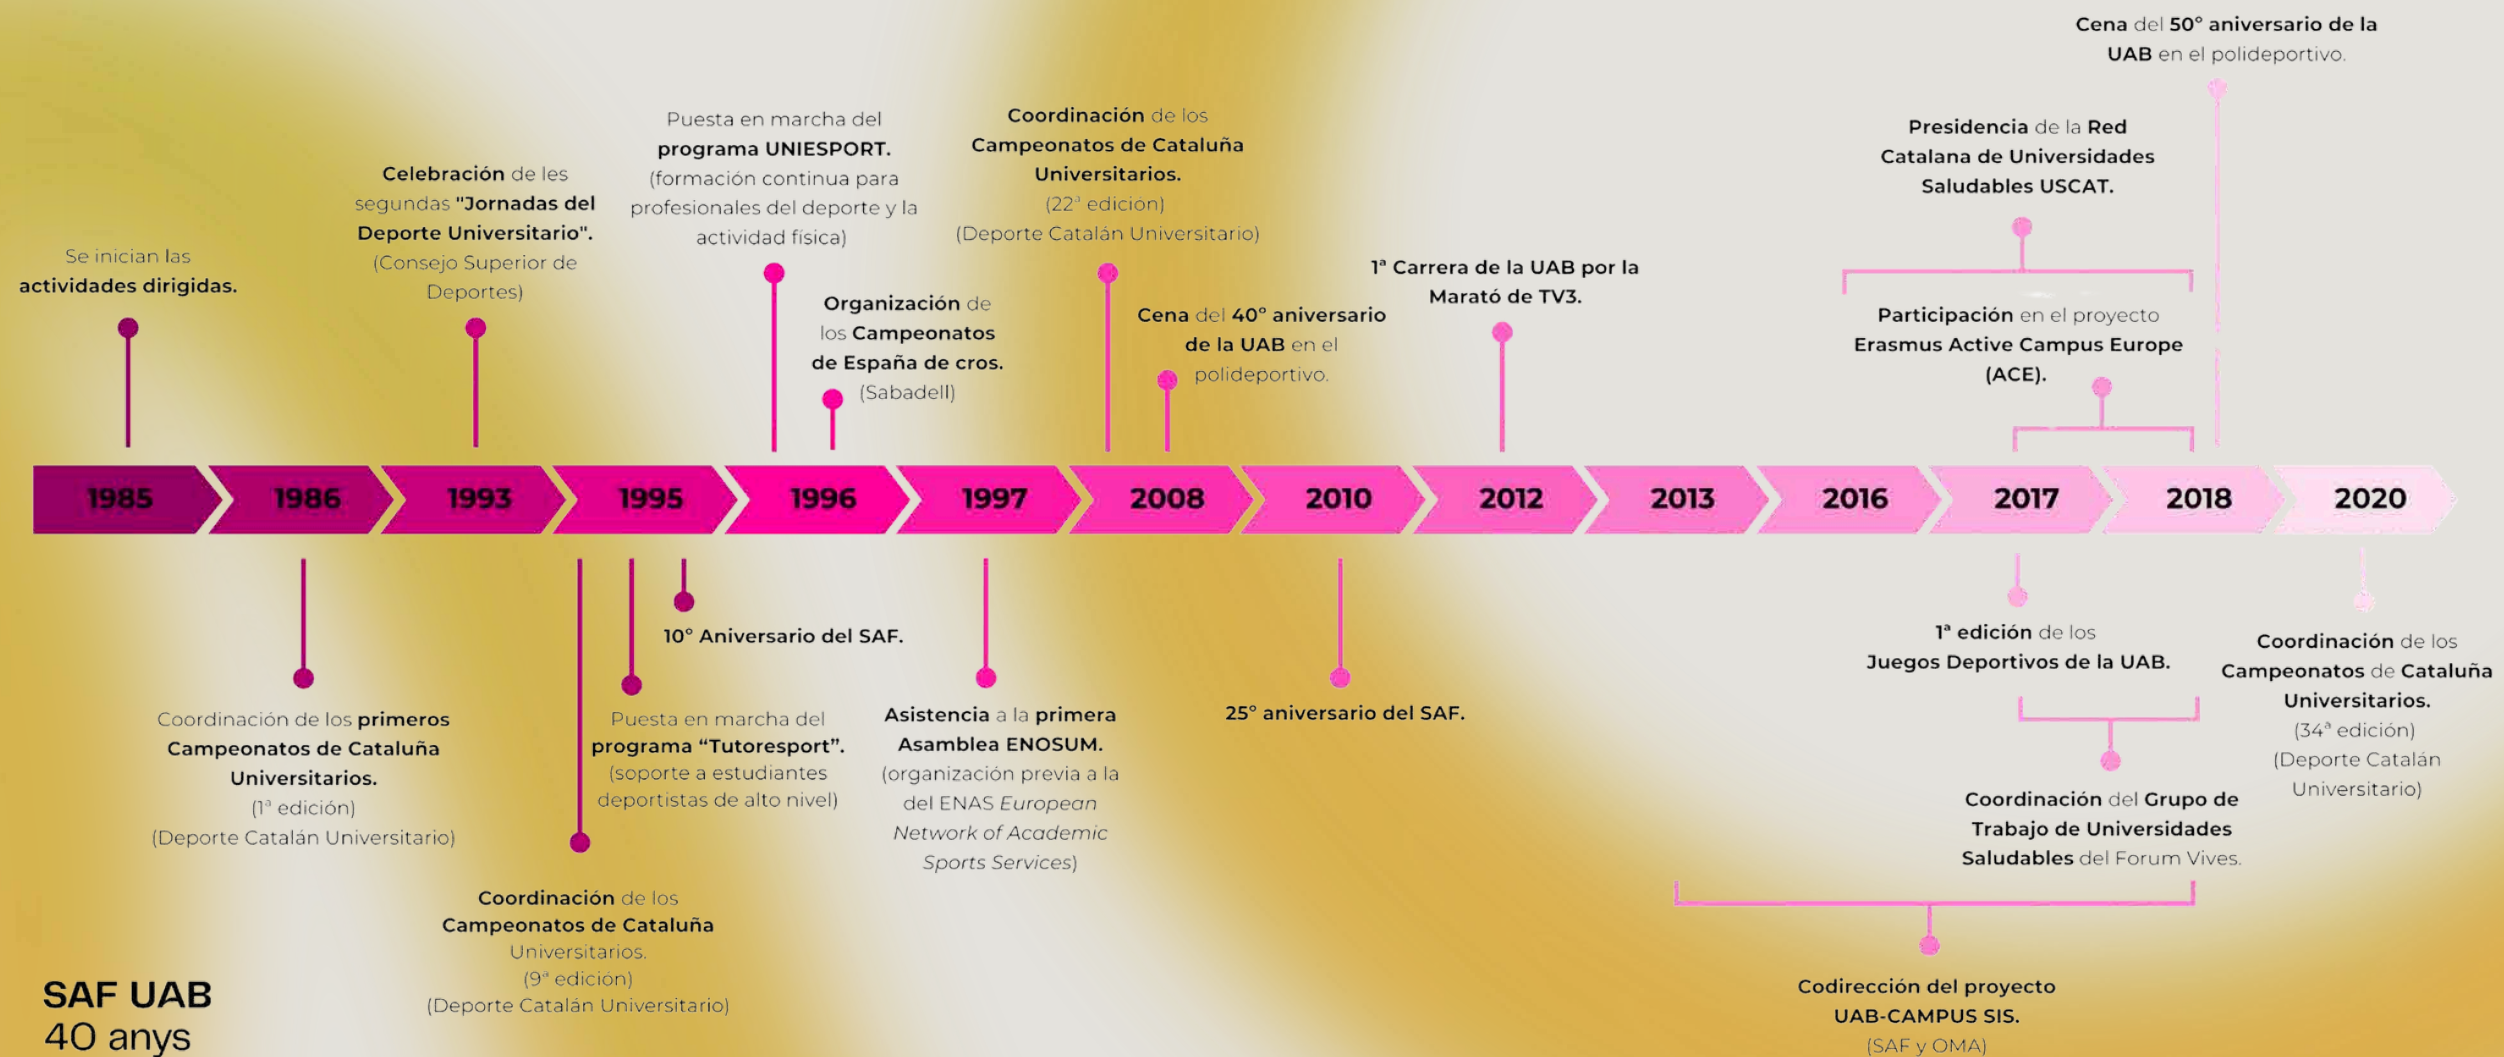 Cena del 50º aniversario de la
UAB en el polideportivo.
Presidencia de la Red
Catalana de Universidades
Saludables USCAT.
Puesta en marcha del
programa UNIESPORT.
(formación continua para
profesionales del deporte y la
actividad física)
Coordinación de los
Campeonatos de Cataluña
Universitarios.
(22ª edición)
(Deporte Catalán Universitario)
Celebración de les
segundas "Jornadas del
Deporte Universitario".
(Consejo Superior de
Deportes)
Se inician las
actividades dirigidas.
Organización de
los Campeonatos
de España de cros.
(Sabadell)
Cena del 40º aniversario
de la UAB en el
polideportivo.
1ª Carrera de la UAB por la
Marató de TV3.
Participación en el proyecto
Erasmus Active Campus Europe
(ACE).
1985
1986
1993
1995
1996
1997
2008
2010
2012
2013
2016
2017
2018
2020
10º Aniversario del SAF.
Coordinación de los primeros
Campeonatos de Cataluña
Universitarios.
(1ª edición)
(Deporte Catalán Universitario)
Puesta en marcha del
programa “Tutoresport”.
(soporte a estudiantes
deportistas de alto nivel)
Asistencia a la primera
Asamblea ENOSUM.
(organización previa a la
del ENAS European
Network of Academic
Sports Services)
25º aniversario del SAF.
1ª edición de los
Juegos Deportivos de la UAB.
Coordinación de los
Campeonatos de Cataluña
Universitarios.
(34ª edición)
(Deporte Catalán
Universitario)
Coordinación del Grupo de
Trabajo de Universidades
Saludables del Forum Vives.
Coordinación de los
Campeonatos de Cataluña
Universitarios.
(9ª edición)
(Deporte Catalán Universitario)
Codirección del proyecto
UAB-CAMPUS SIS.
(SAF y OMA)
SAF UAB
40 anys